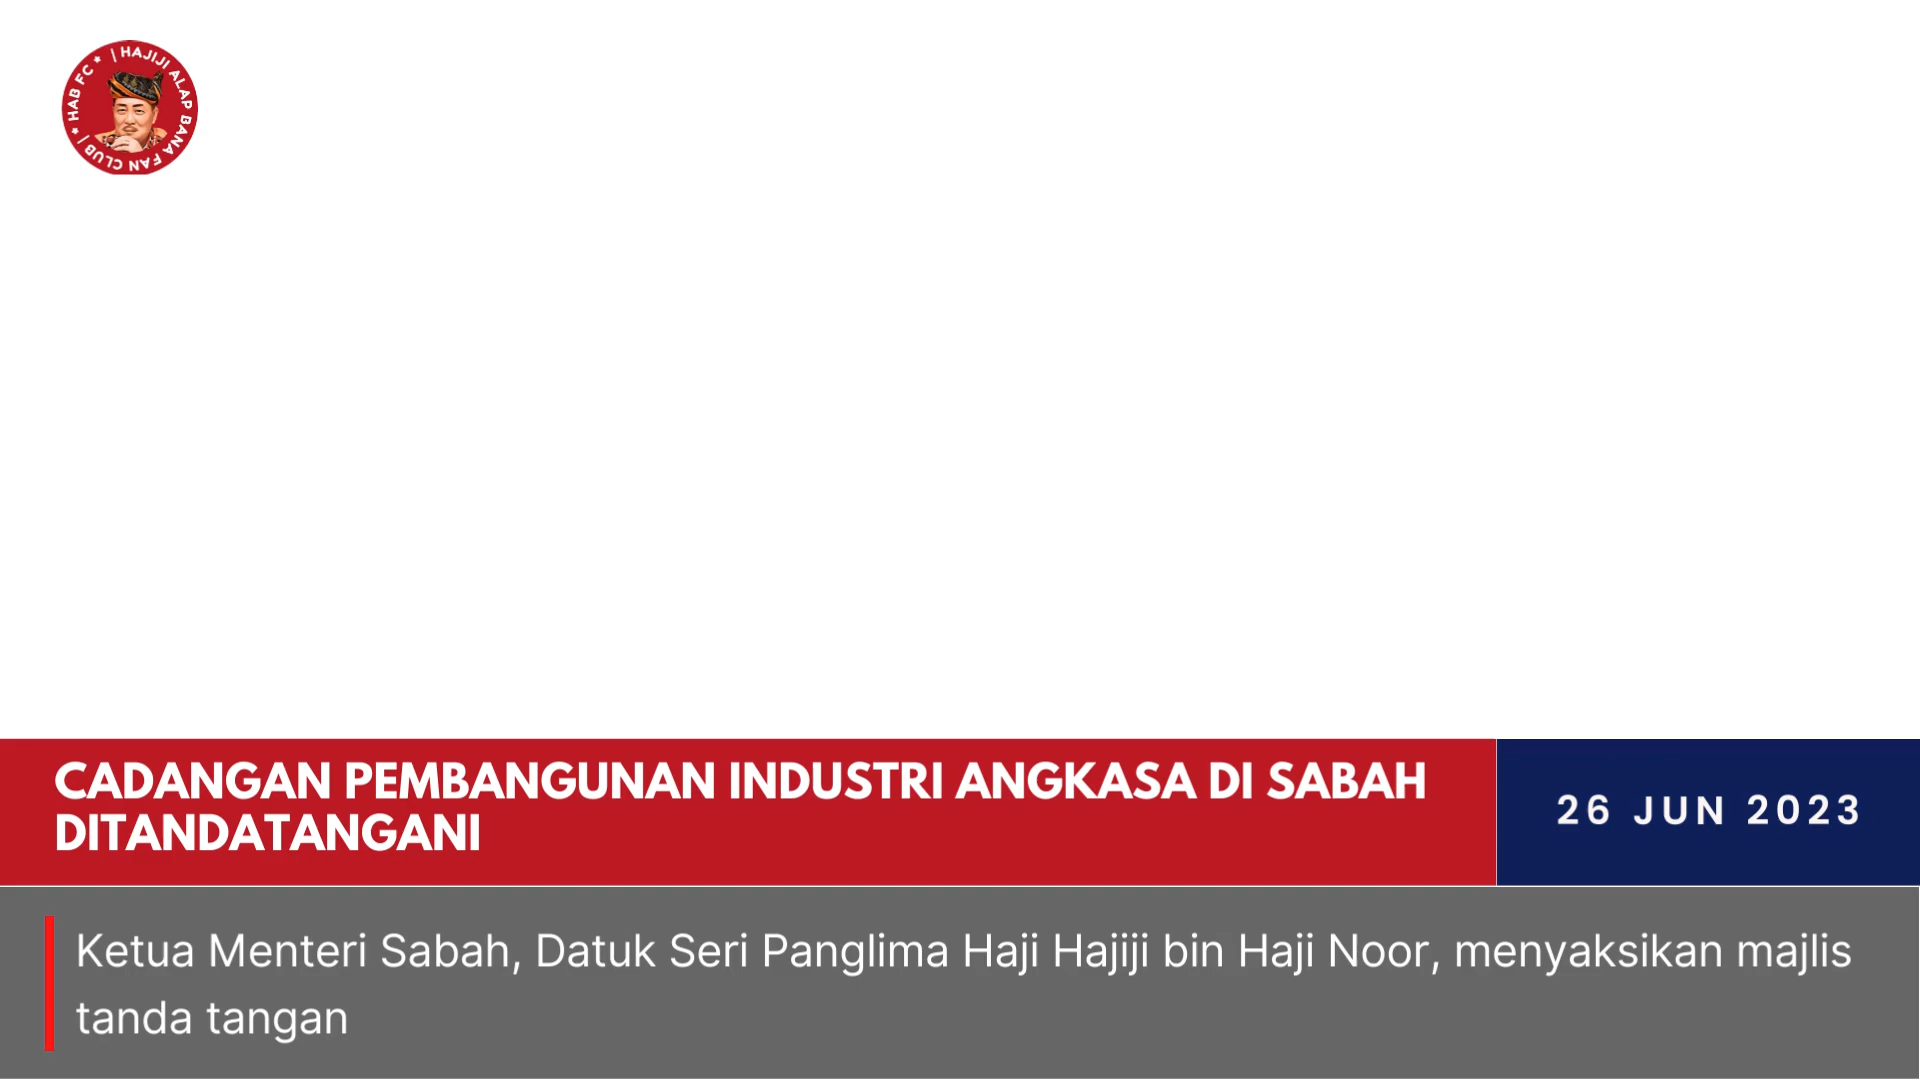 | HAJIJI ALAP BANA FAN CLUB | * HAB FC *
CADANGAN PEMBANGUNAN INDUSTRI ANGKASA DI SABAH
DITANDATANGANI
26 JUN 2023
Ketua Menteri Sabah, Datuk Seri Panglima Haji Hajiji bin Haji Noor, menyaksikan majlis
tanda tangan